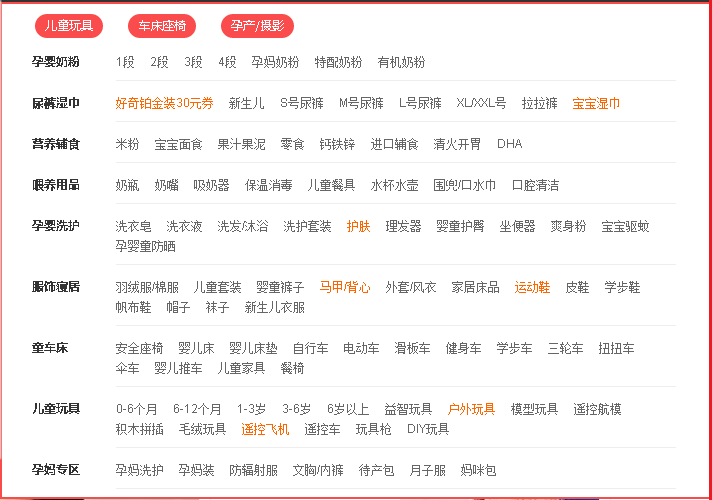 儿童玩具 车床座椅 孕产/摄影
孕婴奶粉 1段 2段 3段 4段 孕妈奶粉 特配奶粉 有机奶粉
尿裤湿巾 好奇铂金装30元券 新生儿 S号尿裤 M号尿裤 L号尿裤 XL/XXL号 拉拉裤 宝宝湿巾
营养辅食 米粉 宝宝面食 果汁果泥 零食 钙铁锌 进口辅食 清火开胃 DHA
喂养用品 奶瓶 奶嘴 吸奶器 保温消毒 儿童餐具 水杯水壶 围兜/口水巾 口腔清洁
孕婴洗护 洗衣皂 洗衣液 洗发/沐浴 洗护套装 护肤 理发器 婴童护臀 坐便器 爽身粉 宝宝驱蚊
孕婴童防晒
服饰寝居 羽绒服/棉服 儿童套装 婴童裤子 马甲/背心 外套/风衣 家居床品 运动鞋 皮鞋 学步鞋
帆布鞋 帽子 袜子 新生儿衣服
童车床 安全座椅 婴儿床 婴儿床垫 自行车 电动车 滑板车 健身车 学步车 三轮车 扭扭车
伞车 婴儿推车 儿童家具 餐椅
儿童玩具 0-6个月 6-12个月 1-3岁 3-6岁 6岁以上 益智玩具 户外玩具 模型玩具 遥控航模
积木拼插 毛绒玩具 遥控飞机 遥控车 玩具枪 DIY玩具
孕妈专区 孕妈洗护 孕妈装 防辐射服 文胸/内裤 待产包 月子服 妈咪包